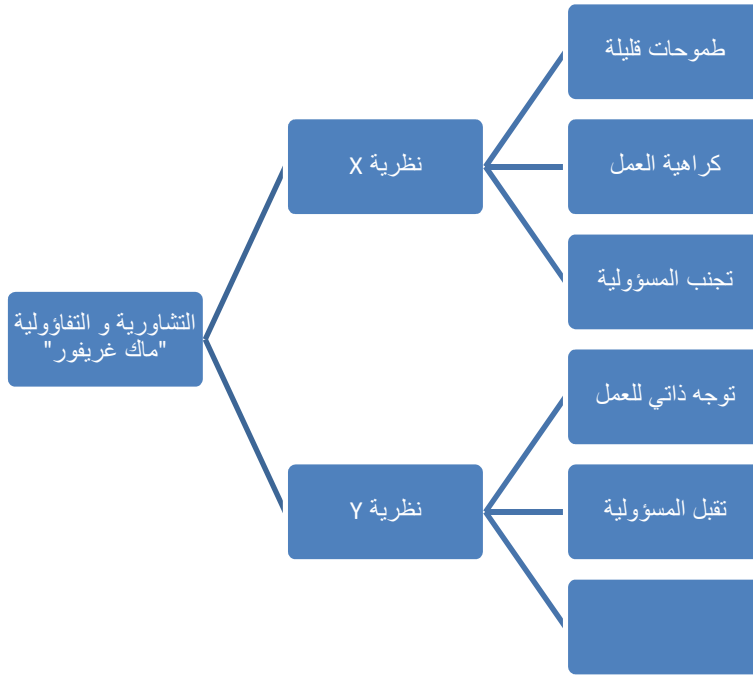 طموحات قليلة
نظرية X
كراهية العمل
تجنب المسؤولية
التشاورية و التفاؤولية
"ماك غريفور"
توجه ذاتي للعمل
نظرية Y
تقبل المسؤولية